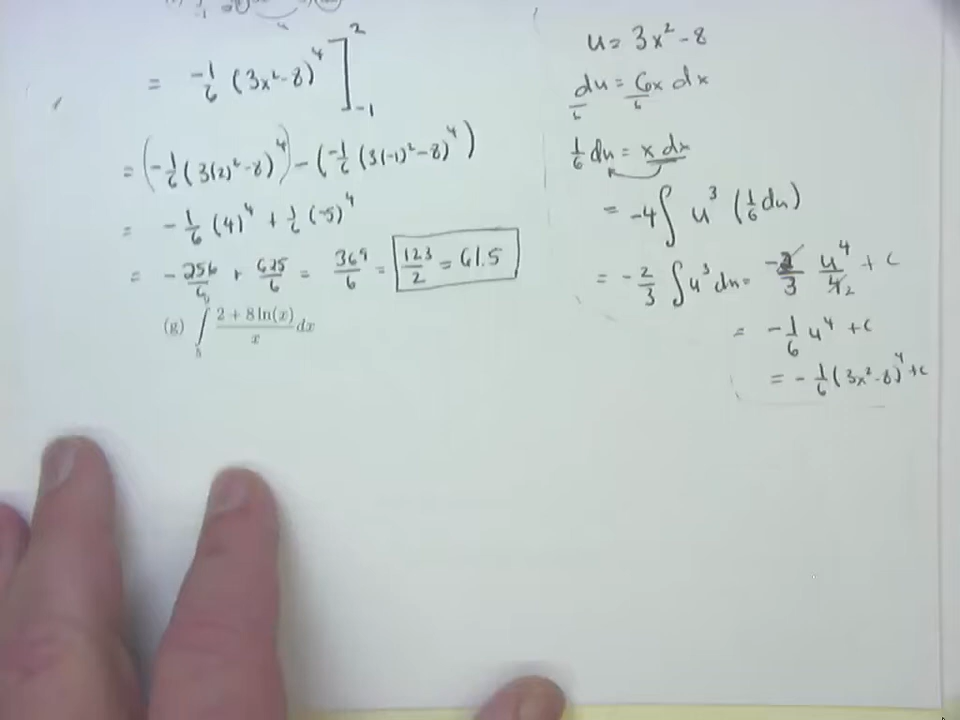 = -1/6 (3x²-8)⁴ ]₋₁²
= (-1/6 (3(2)²-8)⁴) - (-1/6 (3(-1)²-8)⁴)
= -1/6 (4)⁴ + 1/6 (-5)⁴
= -256/6 + 625/6 = 369/6 = 123/2 = 61.5
(g) ∫ (2 + 8 ln(x))/x dx
u = 3x² - 8
du/6 = 6x/6 dx
1/6 du = x dx
= -4∫ u³ (1/6 du)
= -2/3 ∫ u³ du = -2/3 u⁴/4₂ + c
= -1/6 u⁴ + c
= -1/6 (3x²-8)⁴ + c